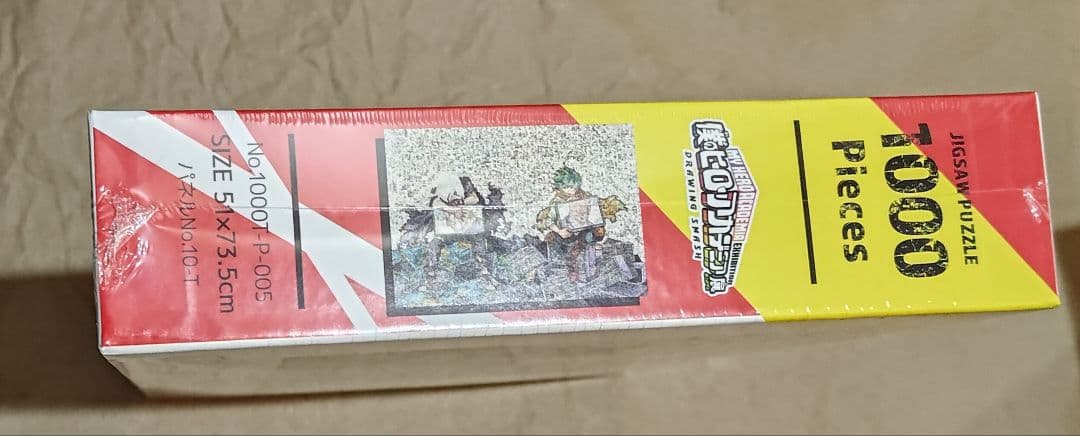 JIGSAW PUZZLE
1000
Pieces
MY HERO ACADEMIA EXHIBITION
僕のヒーローアカデミア展
DRAWING SMASH
No.1000T-P-005
SIZE 51×73.5cm
パネルNo.10-T